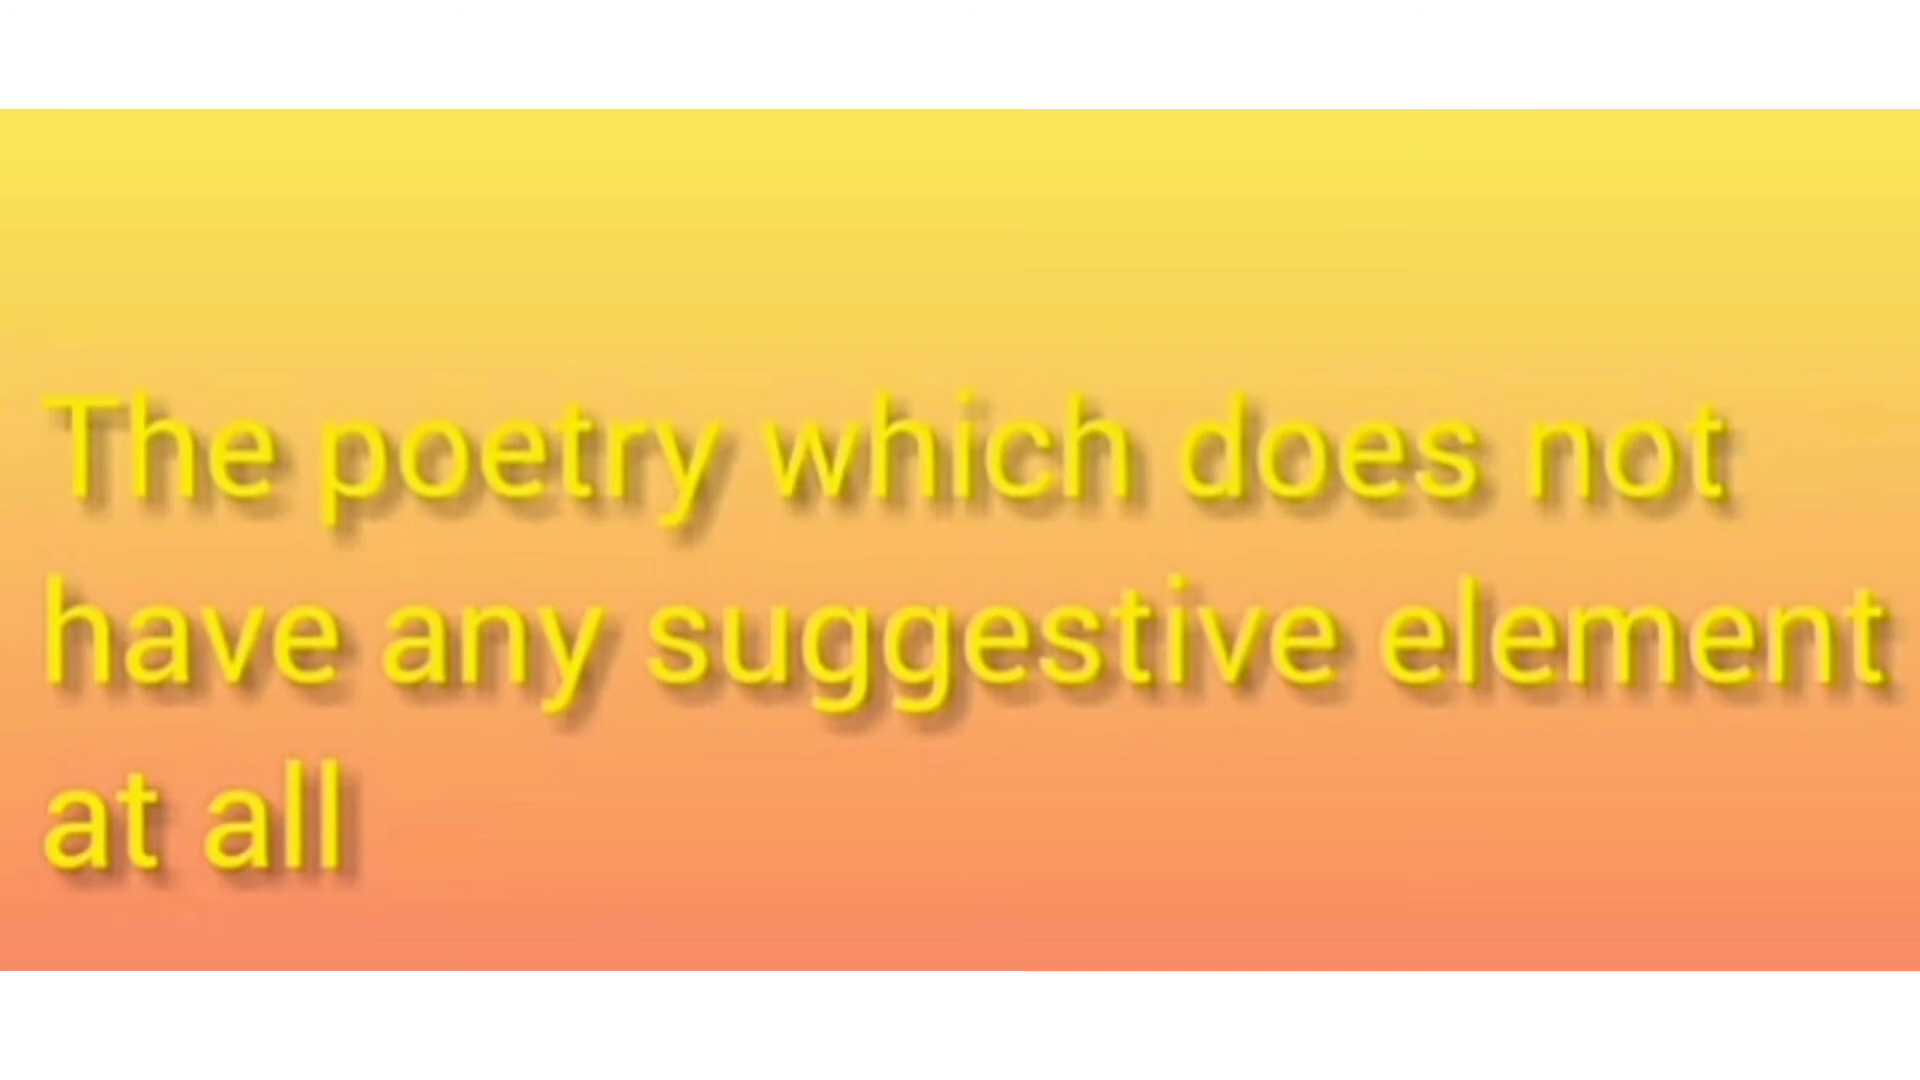 The poetry which does not
have any suggestive element
at all